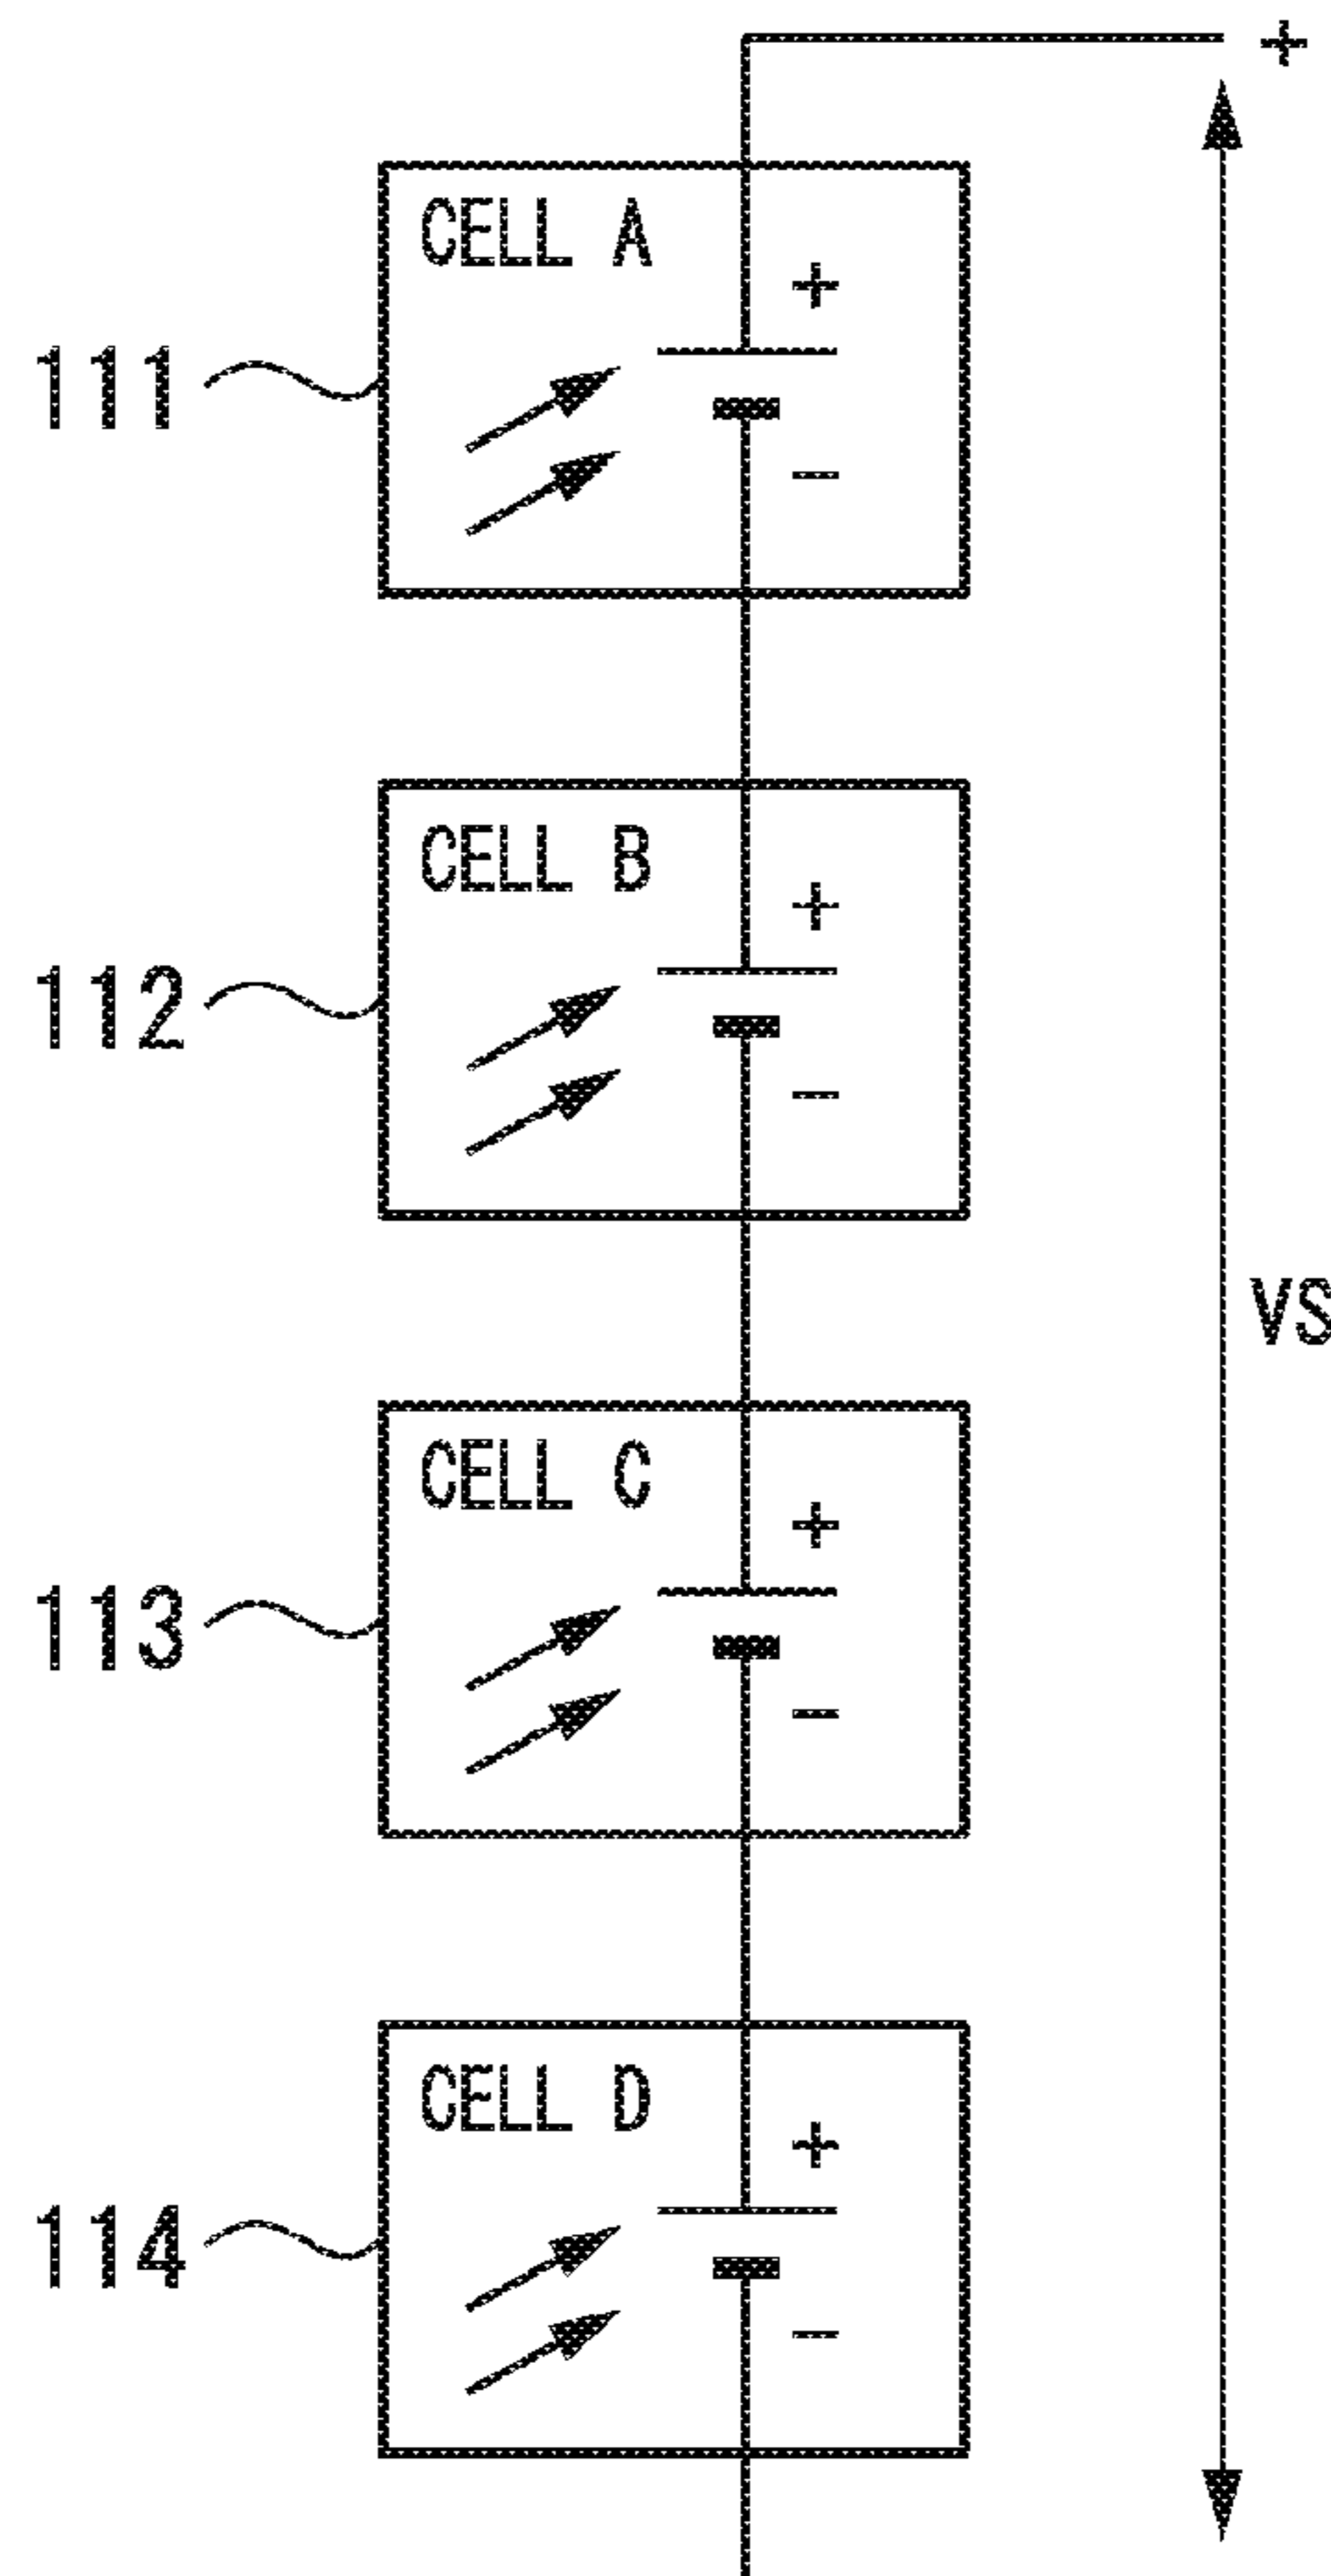 +
CELL A
+
111
-
CELL B
+
112
-
VS
CELL C
+
113
-
CELL D
+
114
-